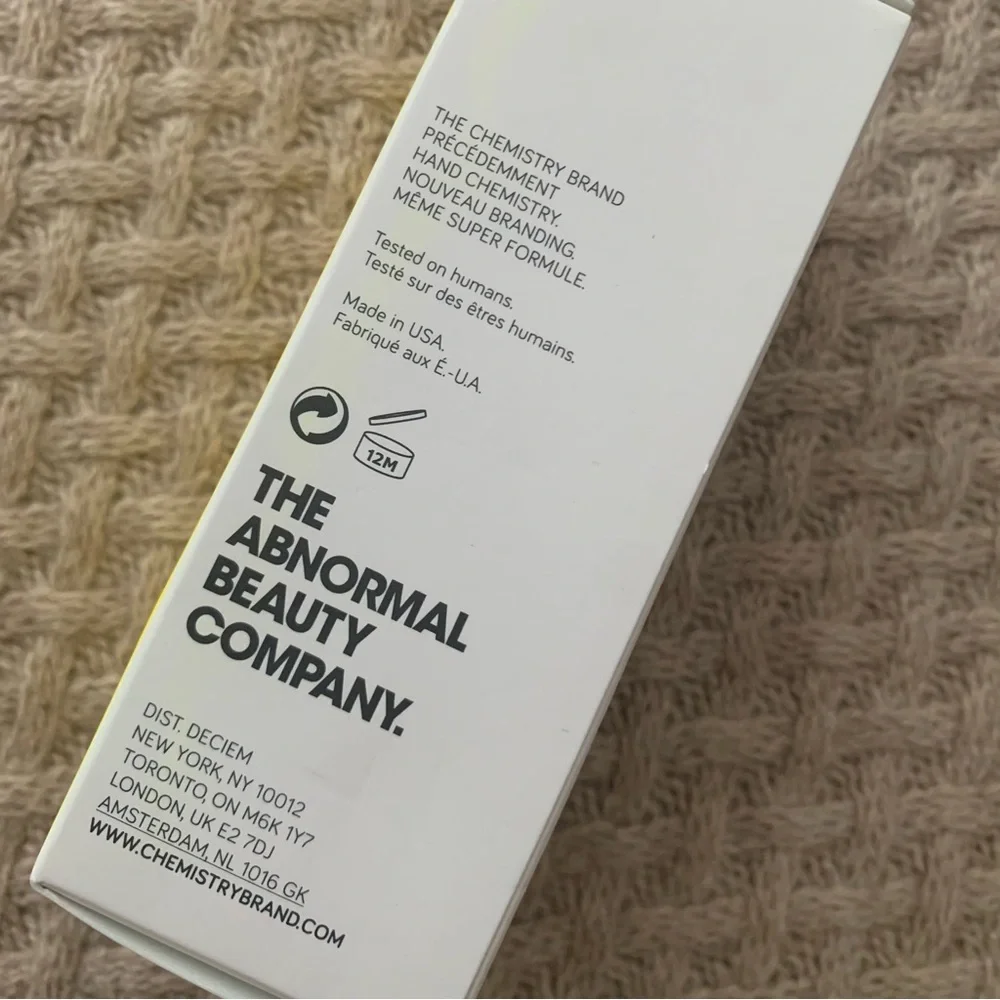 THE CHEMISTRY BRAND
PRÉCÉDEMMENT
HAND CHEMISTRY.
NOUVEAU BRANDING.
MÊME SUPER FORMULE.
Tested on humans.
Testé sur des êtres humains.
Made in USA.
Fabriqué aux É.-U.A.
12M
THE
ABNORMAL
BEAUTY
COMPANY.
DIST. DECIEM
NEW YORK, NY 10012
TORONTO, ON M6K 1Y7
LONDON, UK E2 7DJ
AMSTERDAM, NL 1016 GK
WWW.CHEMISTRYBRAND.COM